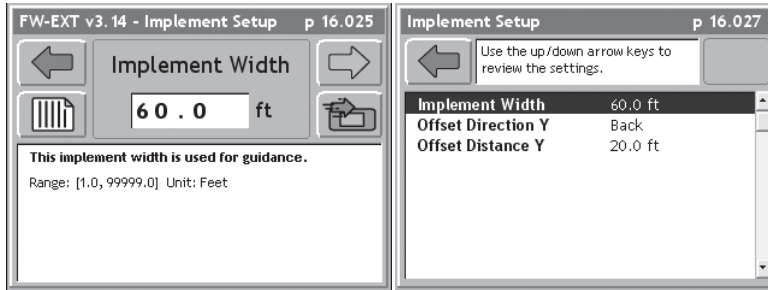 FW-EXT v3.14 - Implement Setup p 16.025
Implement Width
60.0 ft
This implement width is used for guidance.
Range: [1.0, 99999.0] Unit: Feet
Implement Setup p 16.027
Use the up/down arrow keys to
review the settings.
Implement Width 60.0 ft
Offset Direction Y Back
Offset Distance Y 20.0 ft